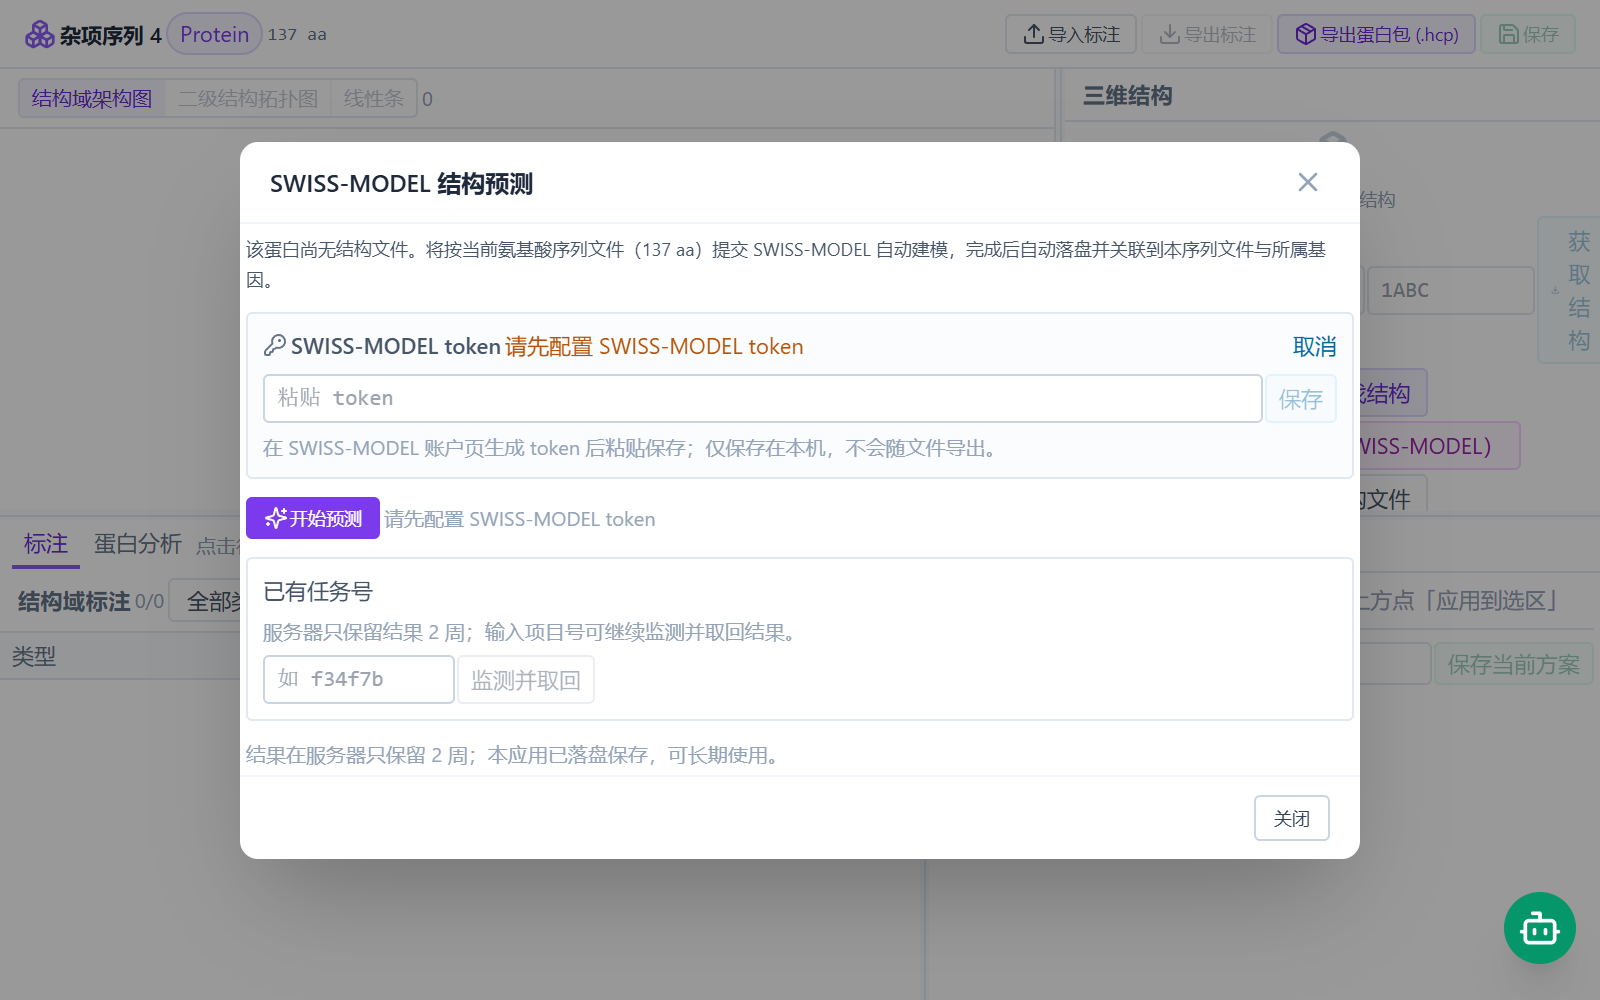 杂项序列 4 Protein 137 aa
导入标注 导出标注 导出蛋白包 (.hcp) 保存
结构域架构图 二级结构拓扑图 线性条 0
三维结构
SWISS-MODEL 结构预测
结构
该蛋白尚无结构文件。将按当前氨基酸序列文件（137 aa）提交 SWISS-MODEL 自动建模，完成后自动落盘并关联到本序列文件与所属基
因。
1ABC
获取结构
SWISS-MODEL token 请先配置 SWISS-MODEL token
取消
粘贴 token
保存
结构
在 SWISS-MODEL 账户页生成 token 后粘贴保存；仅保存在本机，不会随文件导出。
WISS-MODEL)
文件
开始预测 请先配置 SWISS-MODEL token
标注 蛋白分析 点击
已有任务号
结构域标注 0/0 全部
上方点「应用到选区」
服务器只保留结果 2 周；输入项目号可继续监测并取回结果。
类型
如 f34f7b
监测并取回
保存当前方案
结果在服务器只保留 2 周；本应用已落盘保存，可长期使用。
关闭